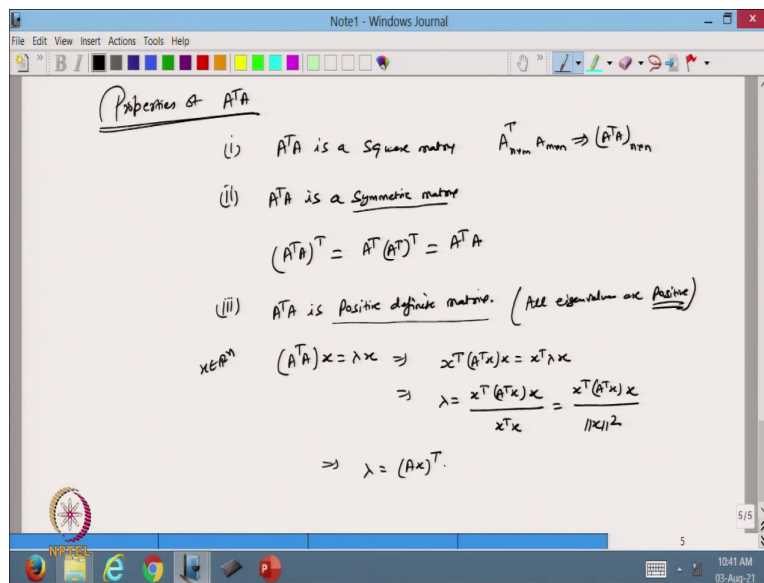 Note1 - Windows Journal
File Edit View Insert Actions Tools Help
B I
Properties of AᵀA
(i) AᵀA is a Square matrix Aᵀₙₓₘ Aₘₓₙ ⇒ (AᵀA)ₙₓₙ
(ii) AᵀA is a Symmetric matrix
(AᵀA)ᵀ = Aᵀ(Aᵀ)ᵀ = AᵀA
(iii) AᵀA is Positive definite matrix. (All eigenvalues are Positive)
x∈ℝⁿ (AᵀA)x = λx ⇒ xᵀ(Aᵀx)x = xᵀλx
⇒ λ = xᵀ(Aᵀx)x / xᵀx = xᵀ(Aᵀx)x / ||x||²
⇒ λ = (Ax)ᵀ.
NPTEL
5/5
5
10:41 AM
03-Aug-21